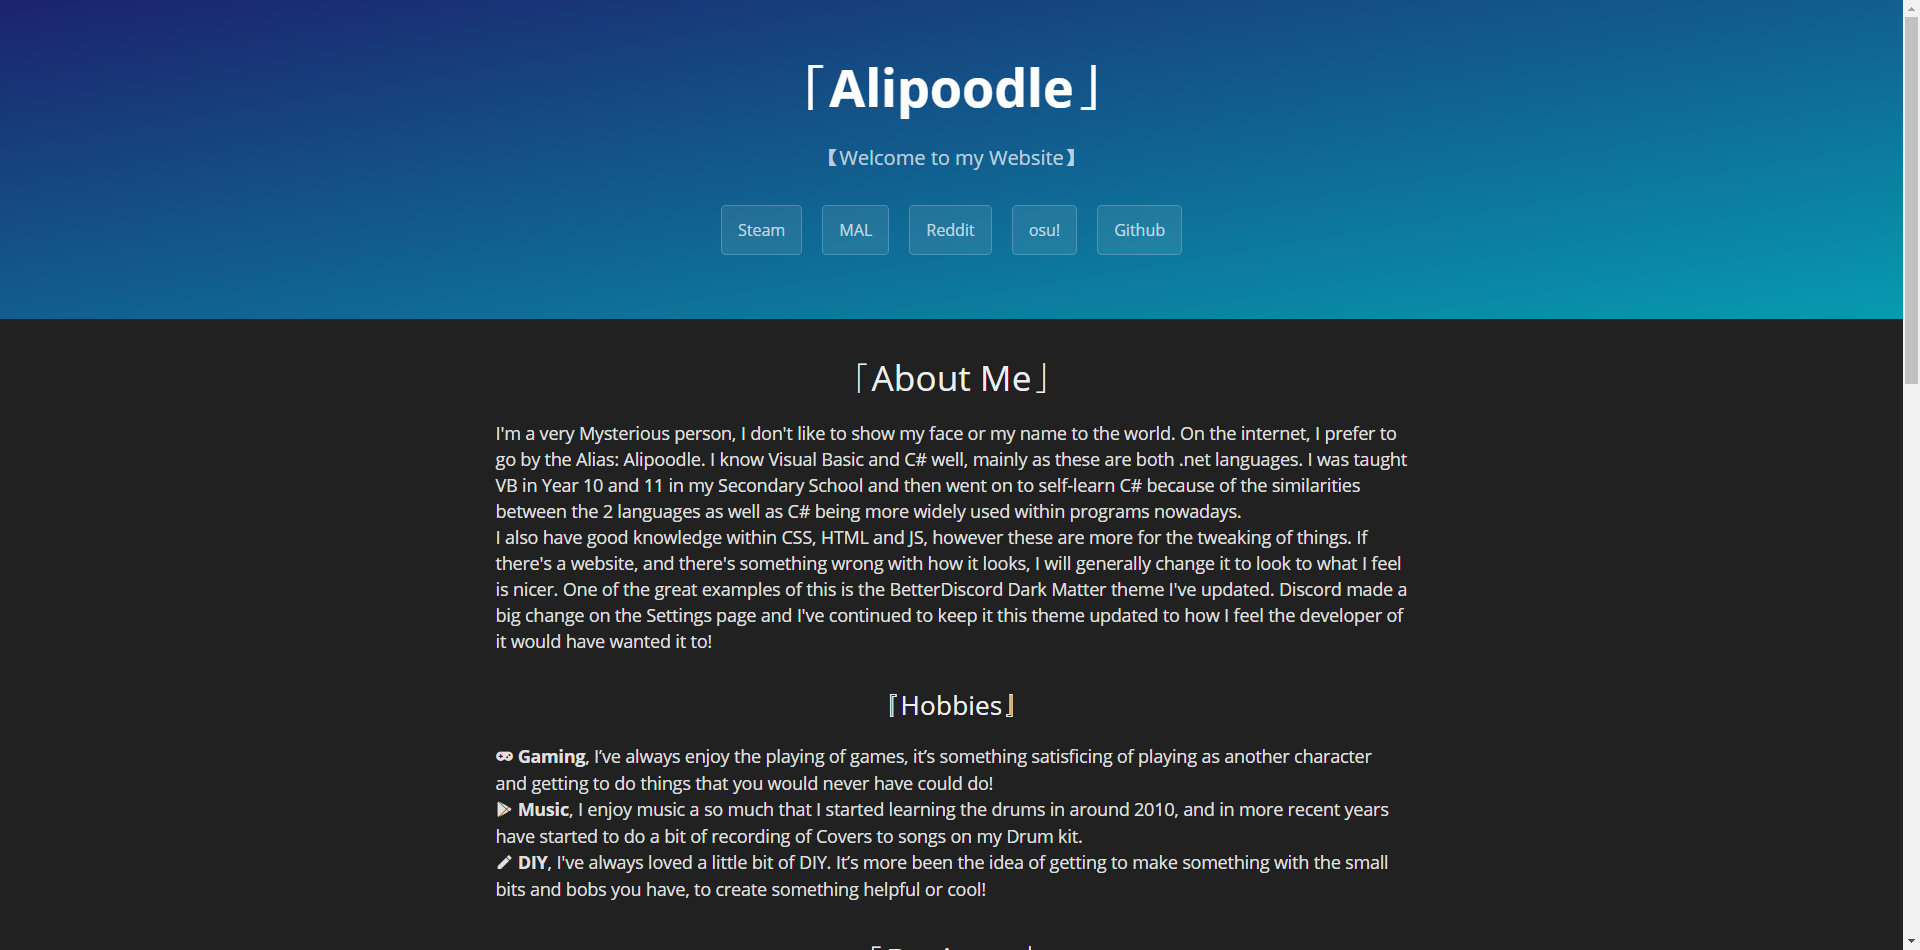 「Alipoodle」
【Welcome to my Website】
Steam MAL Reddit osu! Github
「About Me」
I'm a very Mysterious person, I don't like to show my face or my name to the world. On the internet, I prefer to
go by the Alias: Alipoodle. I know Visual Basic and C# well, mainly as these are both .net languages. I was taught
VB in Year 10 and 11 in my Secondary School and then went on to self-learn C# because of the similarities
between the 2 languages as well as C# being more widely used within programs nowadays.
I also have good knowledge within CSS, HTML and JS, however these are more for the tweaking of things. If
there's a website, and there's something wrong with how it looks, I will generally change it to look to what I feel
is nicer. One of the great examples of this is the BetterDiscord Dark Matter theme I've updated. Discord made a
big change on the Settings page and I've continued to keep it this theme updated to how I feel the developer of
it would have wanted it to!
『Hobbies』
Gaming, I’ve always enjoy the playing of games, it’s something satisficing of playing as another character
and getting to do things that you would never have could do!
Music, I enjoy music a so much that I started learning the drums in around 2010, and in more recent years
have started to do a bit of recording of Covers to songs on my Drum kit.
DIY, I've always loved a little bit of DIY. It’s more been the idea of getting to make something with the small
bits and bobs you have, to create something helpful or cool!